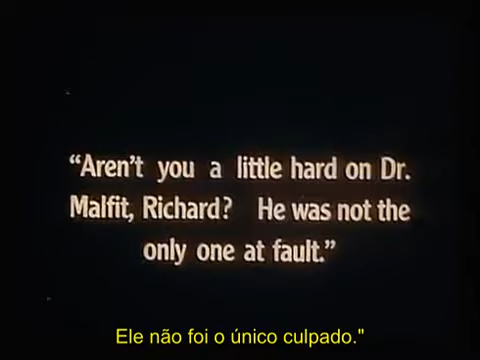 “Aren’t you a little hard on Dr.
Malfit, Richard? He was not the
only one at fault.”
Ele não foi o único culpado."